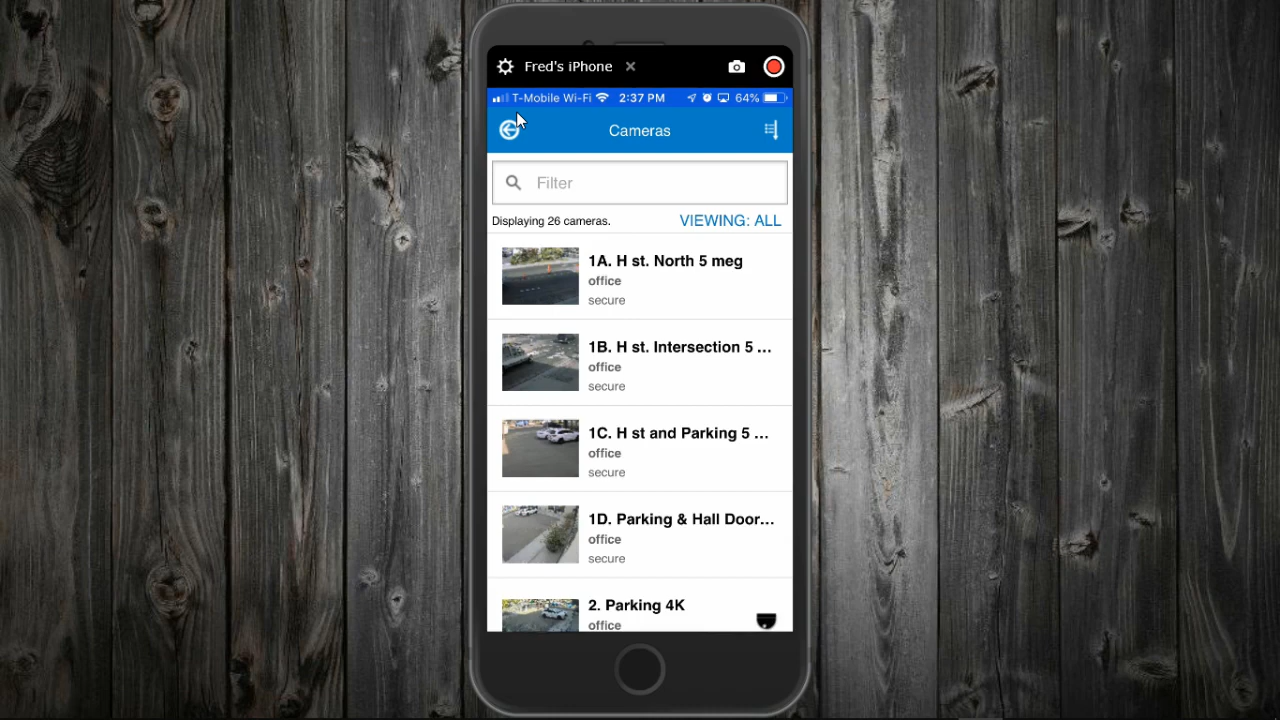 Fred's iPhone
T-Mobile Wi-Fi 2:37 PM 64%
Cameras
Filter
Displaying 26 cameras. VIEWING: ALL
1A. H st. North 5 meg
office
secure
1B. H st. Intersection 5 ...
office
secure
1C. H st and Parking 5 ...
office
secure
1D. Parking & Hall Door...
office
secure
2. Parking 4K
office